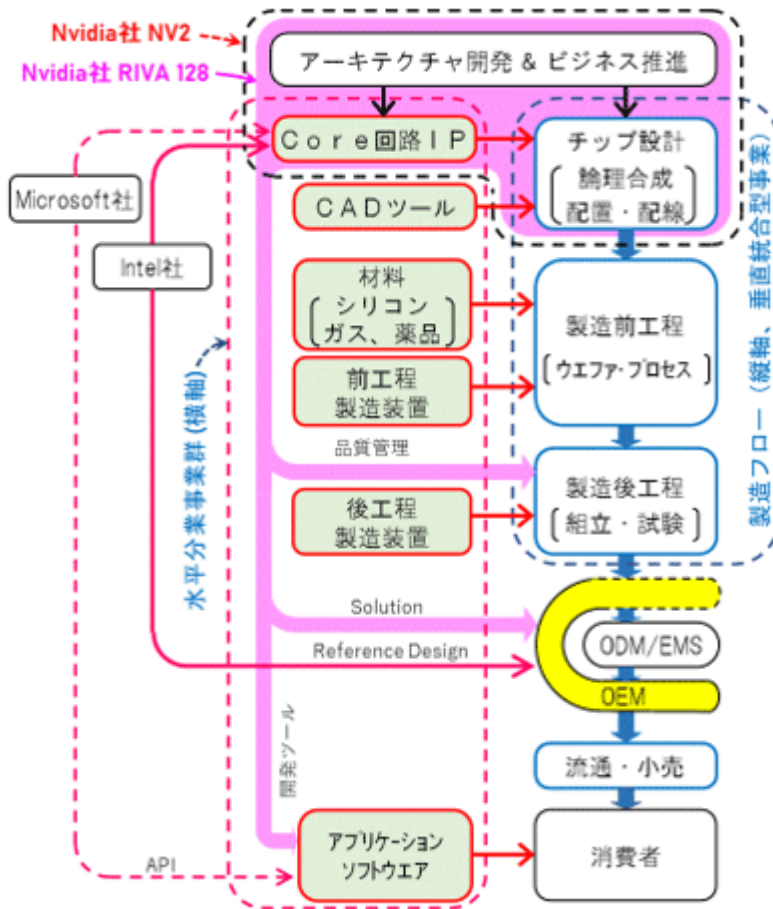 Nvidia社 NV2
Nvidia社 RIVA 128
アーキテクチャ開発 & ビジネス推進
Core回路IP
チップ設計
論理合成
配置・配線
CADツール
Microsoft社
Intel社
材料
シリコン
ガス、薬品
製造前工程
(ウエファ・プロセス)
前工程
製造装置
品質管理
製造後工程
組立・試験
後工程
製造装置
水平分業事業群(横軸)
製造フロー(縦軸、垂直統合型事業)
Solution
Reference Design
ODM/EMS
OEM
開発ツール
流通・小売
アプリケーション
ソフトウエア
消費者
API